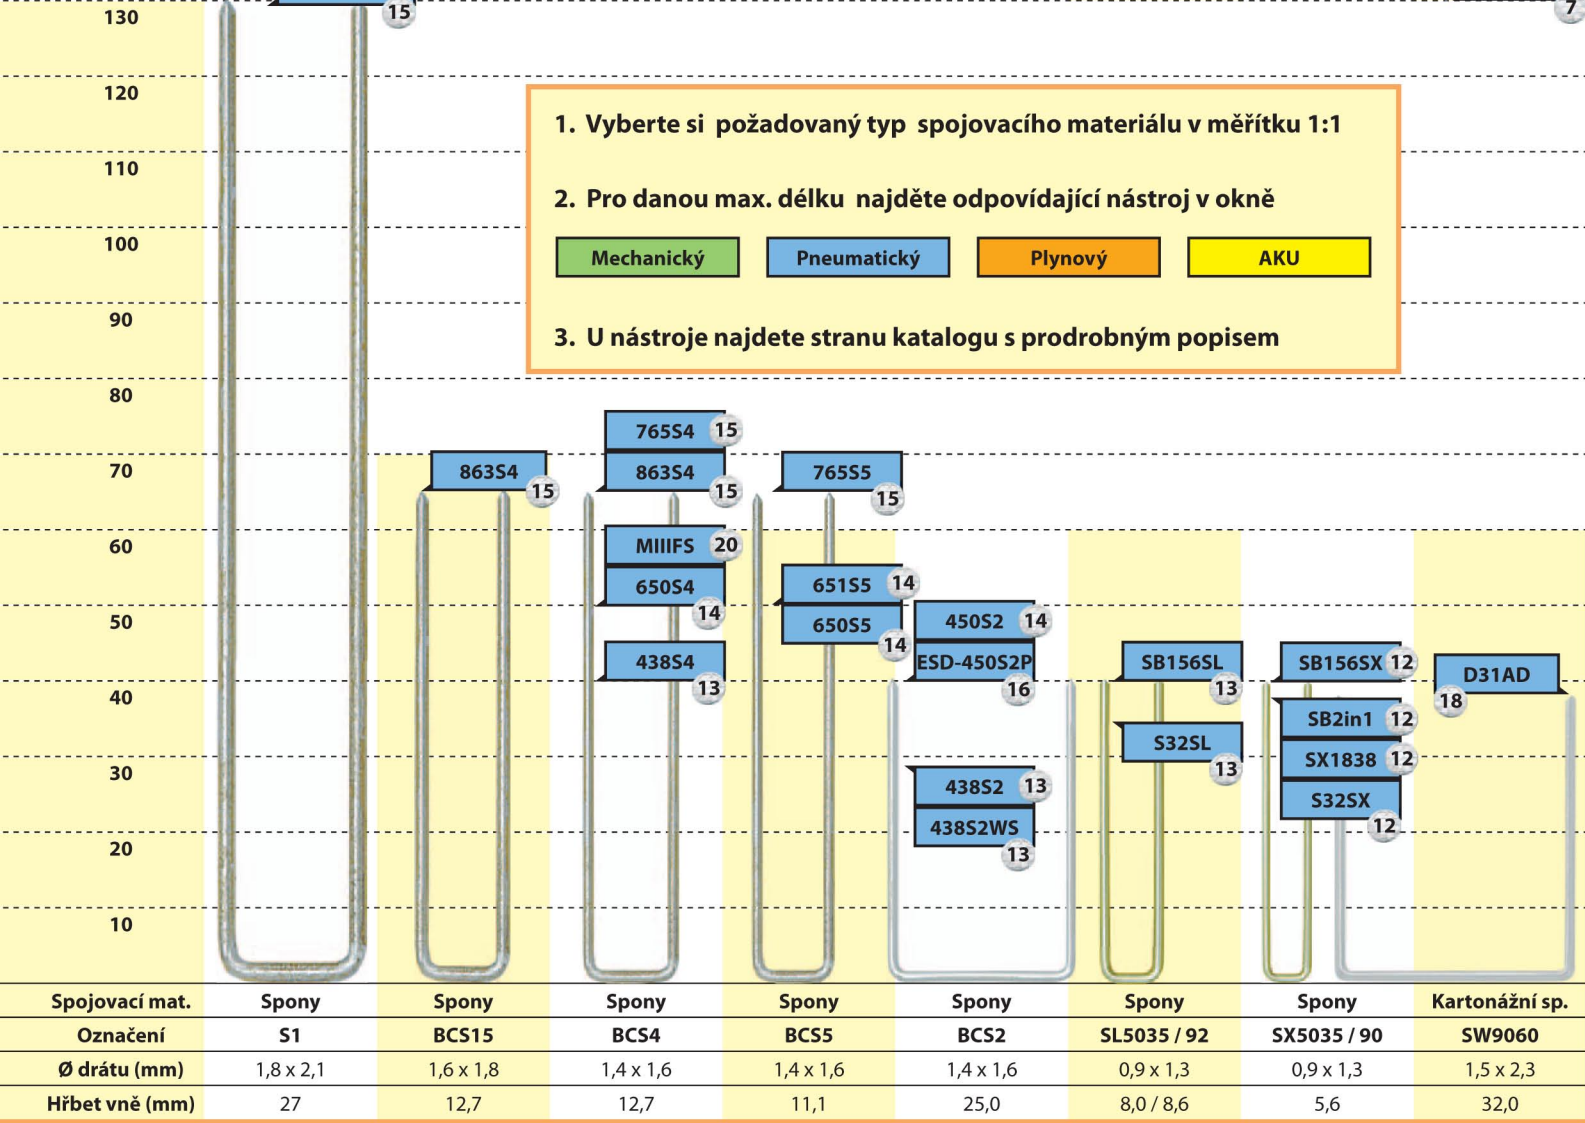 130
15
7
120
1. Vyberte si požadovaný typ spojovacího materiálu v měřítku 1:1
110
2. Pro danou max. délku najděte odpovídající nástroj v okně
100
Mechanický Pneumatický Plynový AKU
90
3. U nástroje najdete stranu katalogu s prodrobným popisem
80
765S4 15
70
863S4 15
863S4 15
765S5 15
60
MIIIFS 20
650S4 14
651S5 14
650S5 14
50
450S2 14
ESD-450S2P 16
438S4 13
SB156SL 13
SB156SX 12
D31AD 18
40
SB2in1 12
S32SL 13
SX1838 12
30
438S2 13
S32SX 12
438S2WS 13
20
10
Spojovací mat. Spony Spony Spony Spony Spony Spony Spony Kartonážní sp.
Označení S1 BCS15 BCS4 BCS5 BCS2 SL5035 / 92 SX5035 / 90 SW9060
Ø drátu (mm) 1,8 x 2,1 1,6 x 1,8 1,4 x 1,6 1,4 x 1,6 1,4 x 1,6 0,9 x 1,3 0,9 x 1,3 1,5 x 2,3
Hřbet vně (mm) 27 12,7 12,7 11,1 25,0 8,0 / 8,6 5,6 32,0